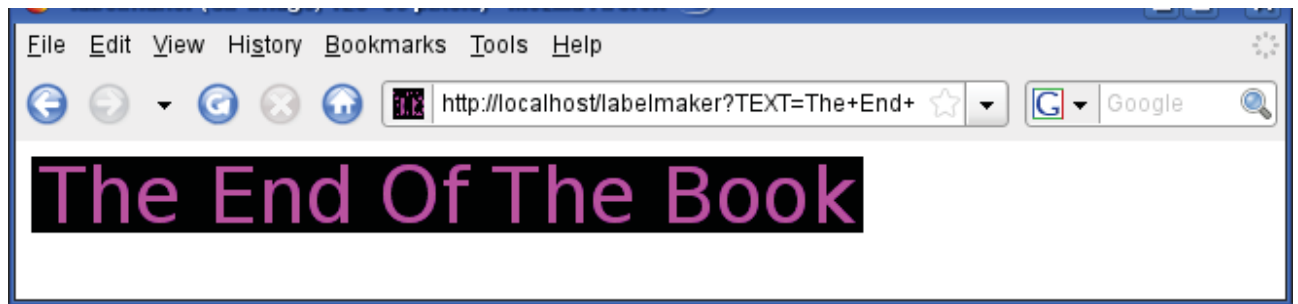 File Edit View History Bookmarks Tools Help
http://localhost/labelmaker?TEXT=The+End+ G Google
The End Of The Book